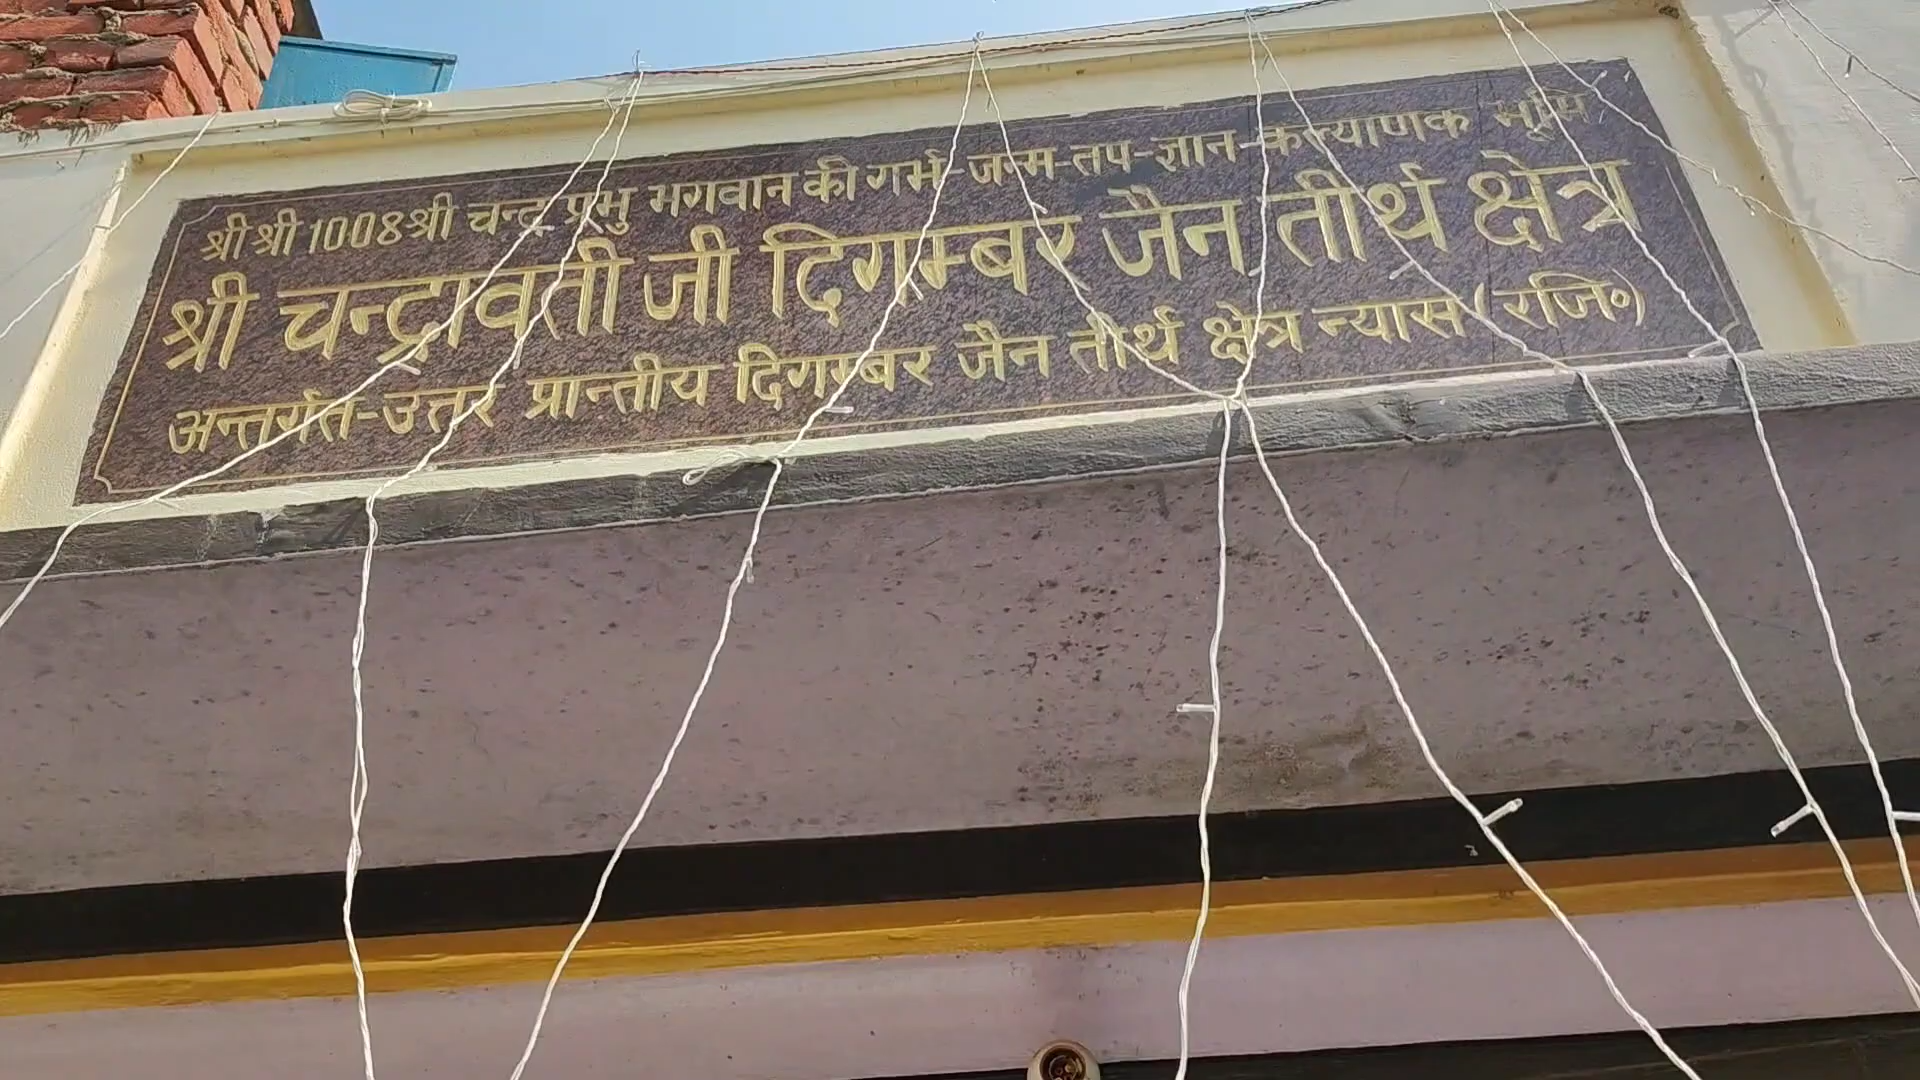 श्री श्री 1008 श्री चन्द्र प्रभु भगवान की गर्भ-जन्म-तप-ज्ञान-कल्याणक भूमि
श्री चन्द्रावती जी दिगम्बर जैन तीर्थ क्षेत्र
अन्तर्गत-उत्तर प्रान्तीय दिगम्बर जैन तीर्थ क्षेत्र न्यास (रजि०)